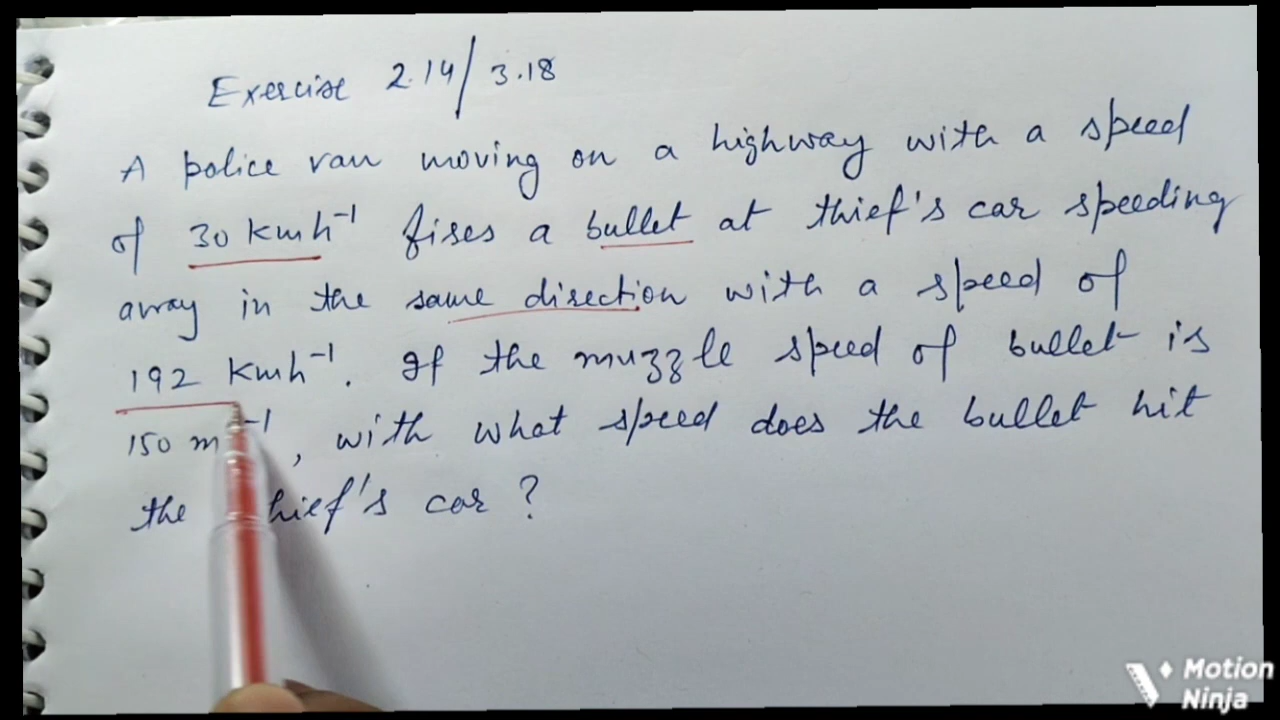 Exercise 2.14/3.18
A police van moving on a highway with a speed
of 30 Kmh⁻¹ fires a bullet at thief's car speeding
away in the same direction with a speed of
192 Kmh⁻¹. If the muzzle speed of bullet is
150 m⁻¹, with what speed does the bullet hit
the hief's car ?
Motion
Ninja